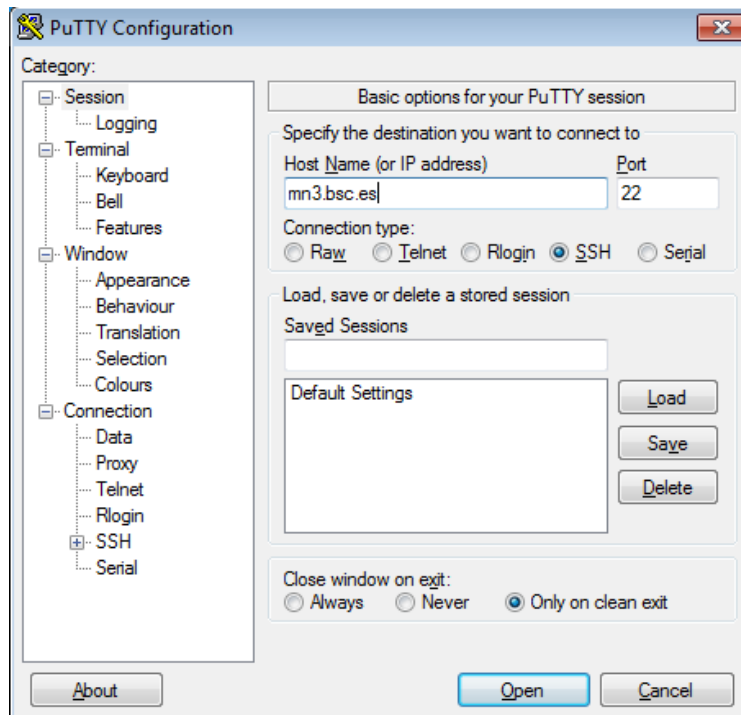 PuTTY Configuration
Category:
Session
Logging
Terminal
Keyboard
Bell
Features
Window
Appearance
Behaviour
Translation
Selection
Colours
Connection
Data
Proxy
Telnet
Rlogin
SSH
Serial
Basic options for your PuTTY session
Specify the destination you want to connect to
Host Name (or IP address) Port
mn3.bsc.es 22
Connection type:
Raw Telnet Rlogin SSH Serial
Load, save or delete a stored session
Saved Sessions
Default Settings
Load
Save
Delete
Close window on exit:
Always Never Only on clean exit
About Open Cancel